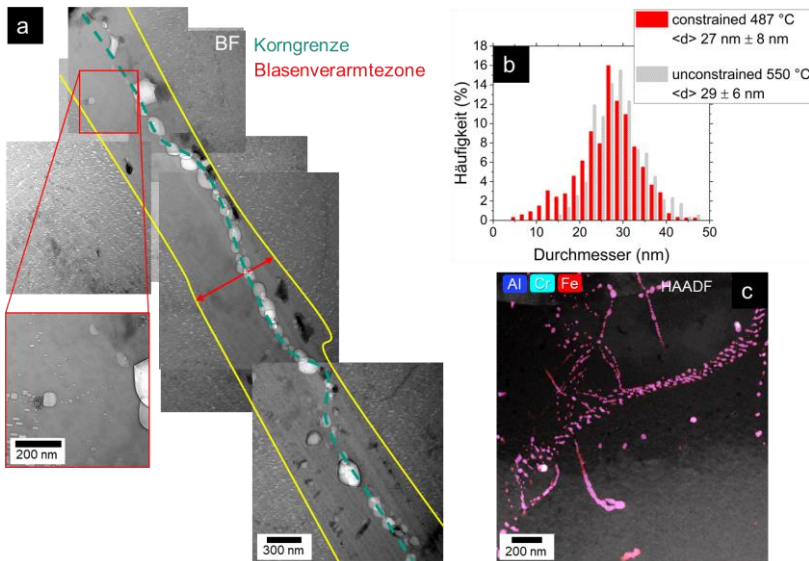 a
BF
Korngrenze
Blasenverarmtezone
200 nm
300 nm
b
constrained 487 °C
<d> 27 nm ± 8 nm
unconstrained 550 °C
<d> 29 ± 6 nm
Häufigkeit (%)
18
16
14
12
10
8
6
4
2
0
0 10 20 30 40 50
Durchmesser (nm)
Al Cr Fe
HAADF
c
200 nm